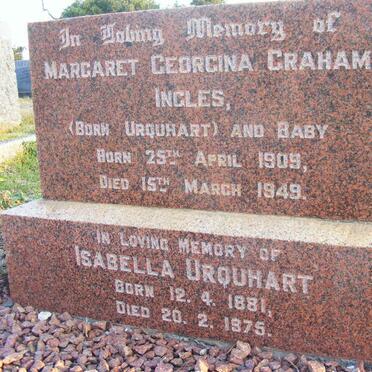 In Loving Memory of
MARGARET GEORGINA GRAHAM
INGLES,
(BORN URQUHART) AND BABY
BORN 25TH APRIL 1909,
DIED 15TH MARCH 1949.
IN LOVING MEMORY OF
ISABELLA URQUHART
BORN 12. 4. 1881,
DIED 20. 2. 1975.